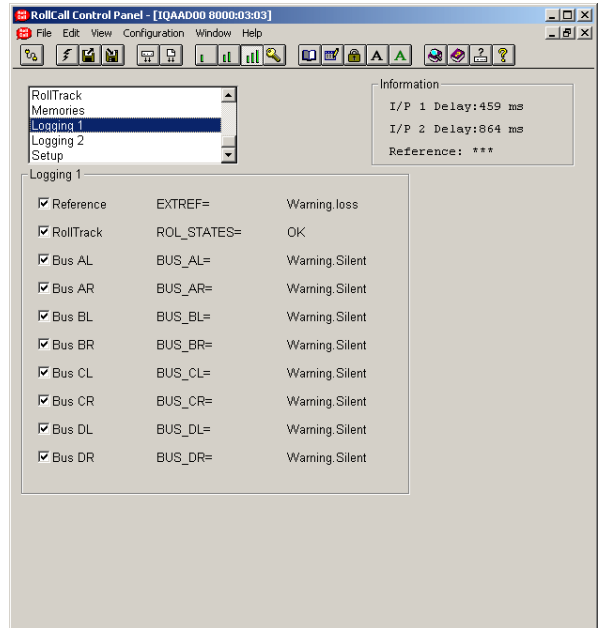 RollCall Control Panel - [IQAAD00 8000:03:03]
File Edit View Configuration Window Help
A A ?
RollTrack
Memories
Logging 1
Logging 2
Setup
Information
I/P 1 Delay:459 ms
I/P 2 Delay:864 ms
Reference: ***
Logging 1
Reference EXTREF= Warning.loss
RollTrack ROL_STATES= OK
Bus AL BUS_AL= Warning.Silent
Bus AR BUS_AR= Warning.Silent
Bus BL BUS_BL= Warning.Silent
Bus BR BUS_BR= Warning.Silent
Bus CL BUS_CL= Warning.Silent
Bus CR BUS_CR= Warning.Silent
Bus DL BUS_DL= Warning.Silent
Bus DR BUS_DR= Warning.Silent